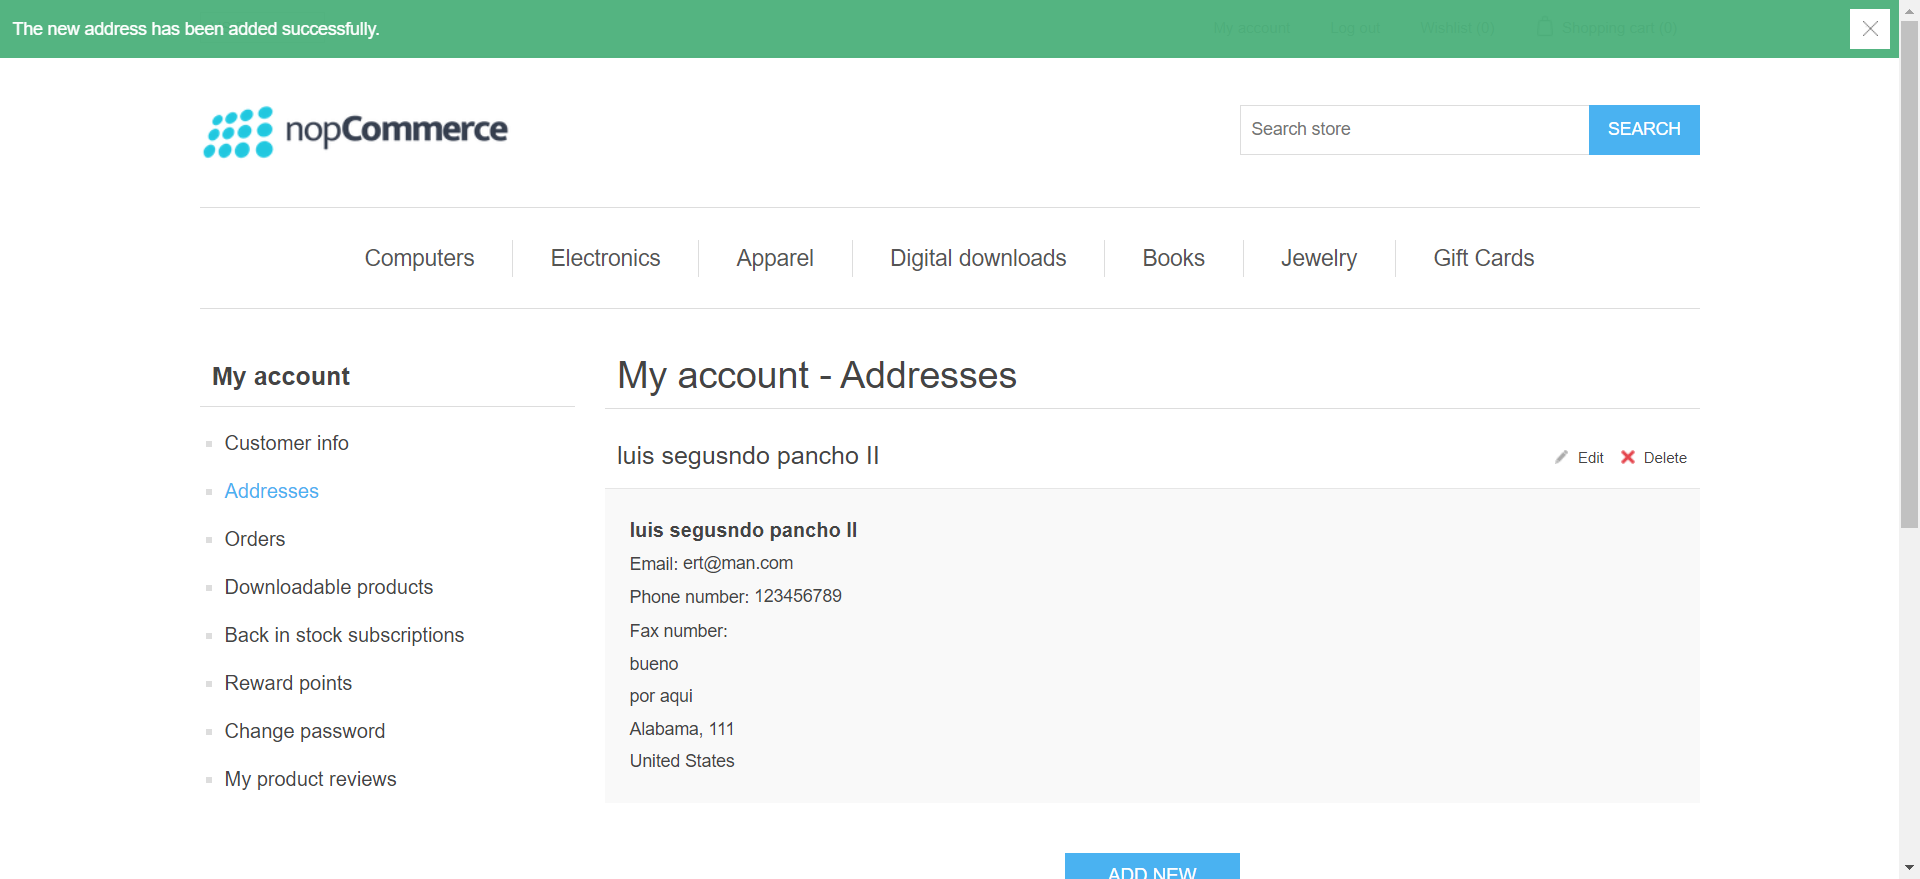 The new address has been added successfully.
My account Log out Wishlist (0) Shopping cart (0)
nopCommerce
Search store
SEARCH
Computers
Electronics
Apparel
Digital downloads
Books
Jewelry
Gift Cards
My account
Customer info
Addresses
Orders
Downloadable products
Back in stock subscriptions
Reward points
Change password
My product reviews
My account - Addresses
luis segusndo pancho II
Edit
Delete
luis segusndo pancho II
Email: ert@man.com
Phone number: 123456789
Fax number:
bueno
por aqui
Alabama, 111
United States
ADD NEW